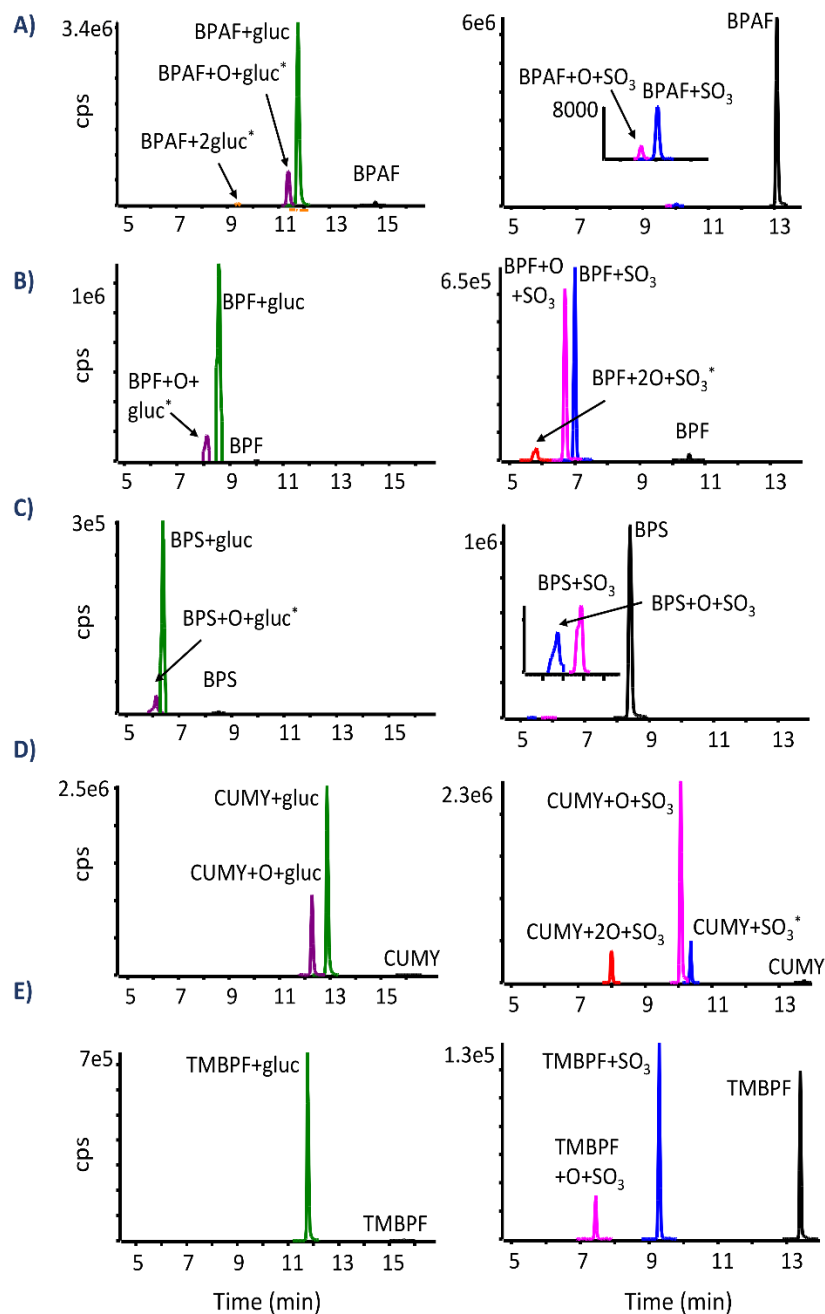 A)
3.4e6
cps
BPAF+gluc
BPAF+O+gluc*
BPAF+2gluc*
BPAF
5 7 9 11 13 15
6e6
BPAF
BPAF+O+SO3
BPAF+SO3
8000
5 7 9 11 13
B)
1e6
cps
BPF+gluc
BPF+O+
gluc*
BPF
5 7 9 11 13 15
6.5e5
BPF+O
+SO3
BPF+SO3
BPF+2O+SO3*
BPF
5 7 9 11 13
C)
3e5
cps
BPS+gluc
BPS+O+gluc*
BPS
5 7 9 11 13 15
1e6
BPS
BPS+SO3
BPS+O+SO3
5 7 9 11 13
D)
2.5e6
cps
CUMY+gluc
CUMY+O+gluc
CUMY
5 7 9 11 13 15
2.3e6
CUMY+O+SO3
CUMY+2O+SO3
CUMY+SO3*
CUMY
5 7 9 11 13
E)
7e5
cps
TMBPF+gluc
TMBPF
5 7 9 11 13 15
Time (min)
1.3e5
TMBPF+SO3
TMBPF
TMBPF
+O+SO3
5 7 9 11 13
Time (min)